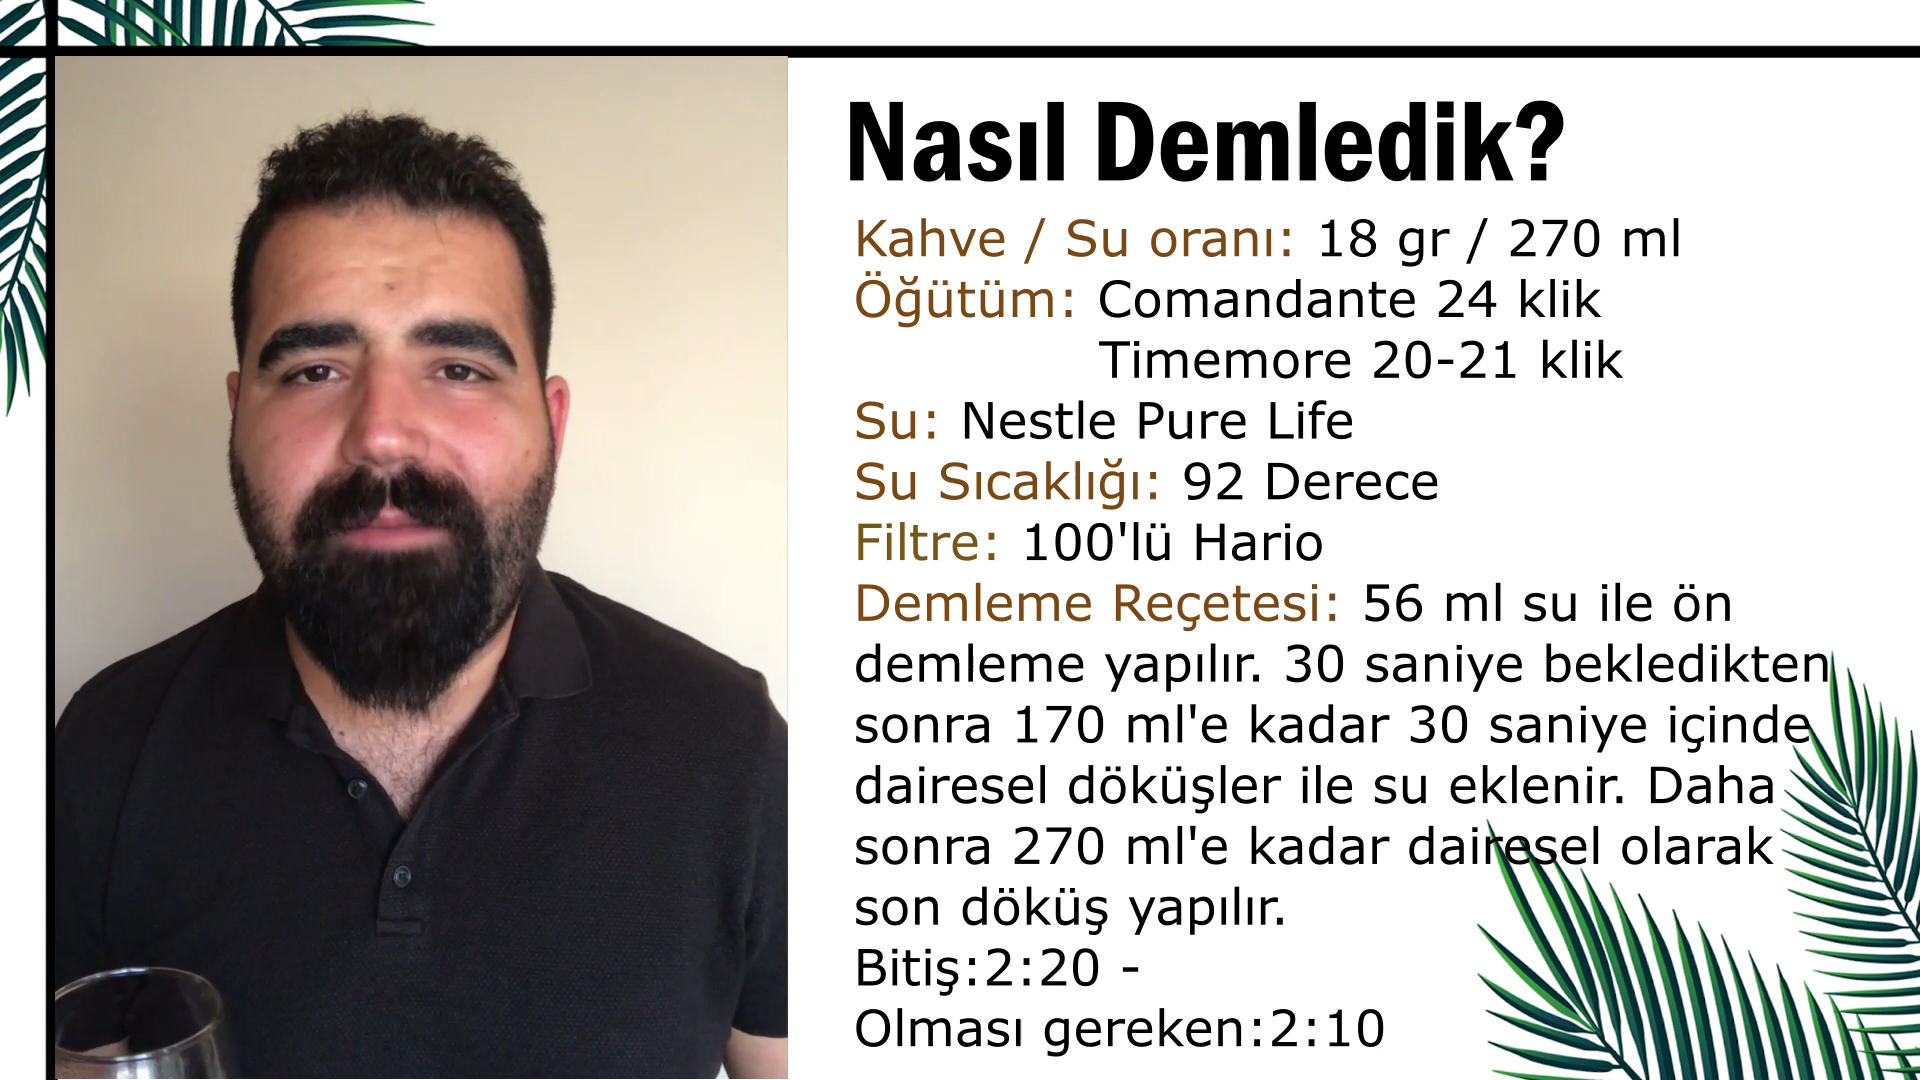 Nasıl Demledik?
Kahve / Su oranı: 18 gr / 270 ml
Öğütüm: Comandante 24 klik
Timemore 20-21 klik
Su: Nestle Pure Life
Su Sıcaklığı: 92 Derece
Filtre: 100'lü Hario
Demleme Reçetesi: 56 ml su ile ön
demleme yapılır. 30 saniye bekledikten
sonra 170 ml'e kadar 30 saniye içinde
dairesel döküşler ile su eklenir. Daha
sonra 270 ml'e kadar dairesel olarak
son döküş yapılır.
Bitiş:2:20 -
Olması gereken:2:10